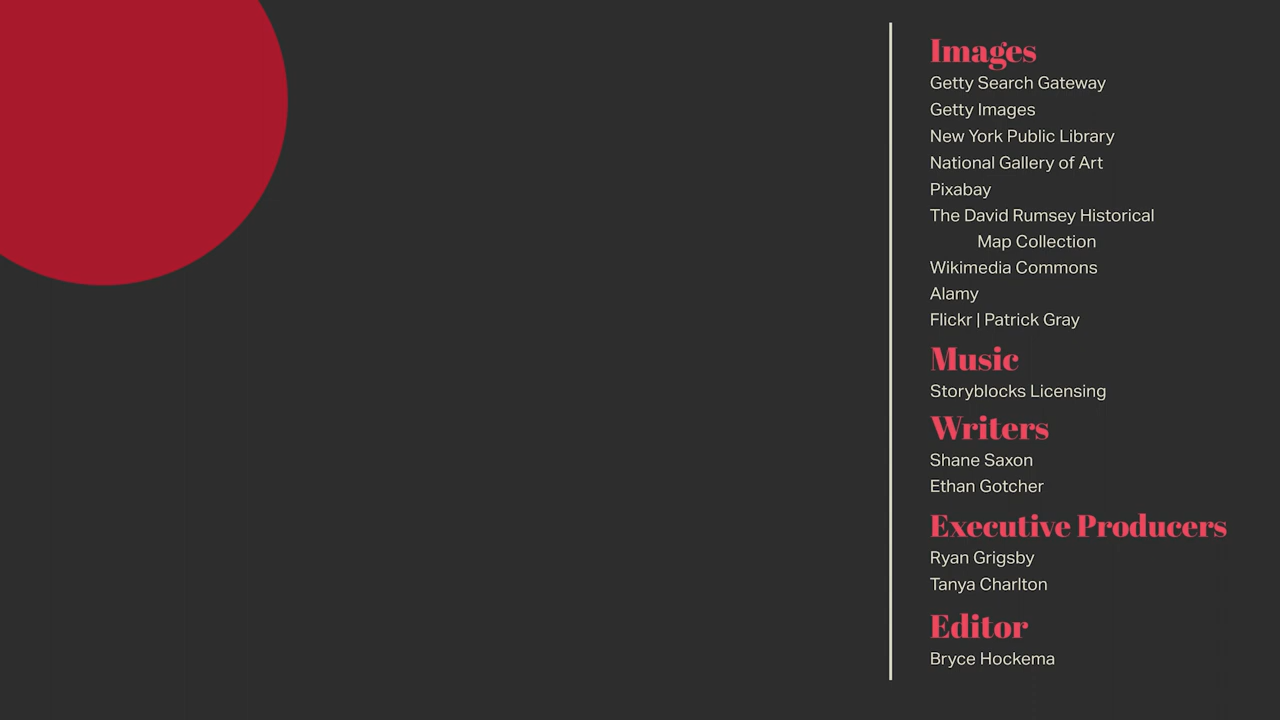 Images
Getty Search Gateway
Getty Images
New York Public Library
National Gallery of Art
Pixabay
The David Rumsey Historical
Map Collection
Wikimedia Commons
Alamy
Flickr | Patrick Gray
Music
Storyblocks Licensing
Writers
Shane Saxon
Ethan Gotcher
Executive Producers
Ryan Grigsby
Tanya Charlton
Editor
Bryce Hockema